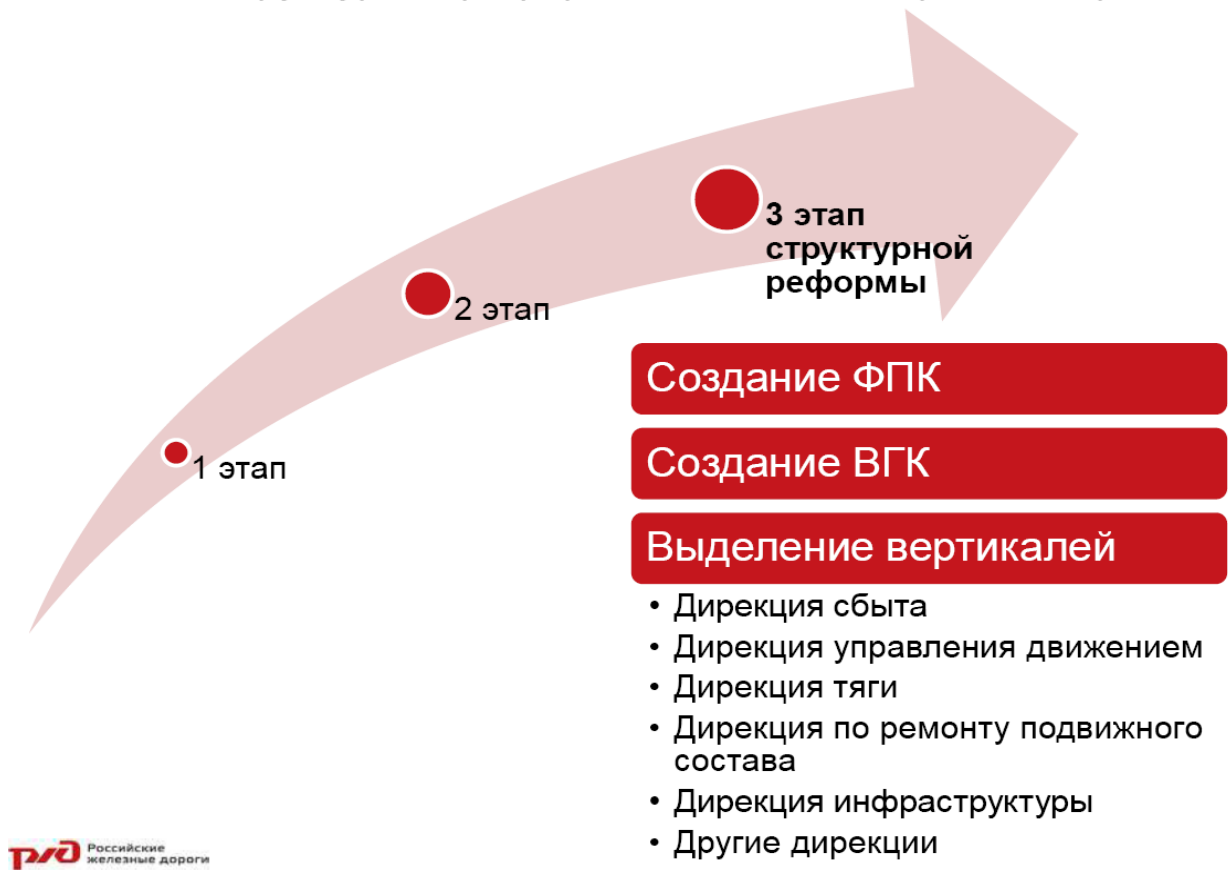 1 этап
2 этап
3 этап
структурной
реформы
Создание ФПК
Создание ВГК
Выделение вертикалей
• Дирекция сбыта
• Дирекция управления движением
• Дирекция тяги
• Дирекция по ремонту подвижного
состава
• Дирекция инфраструктуры
• Другие дирекции
Российские
железные дороги